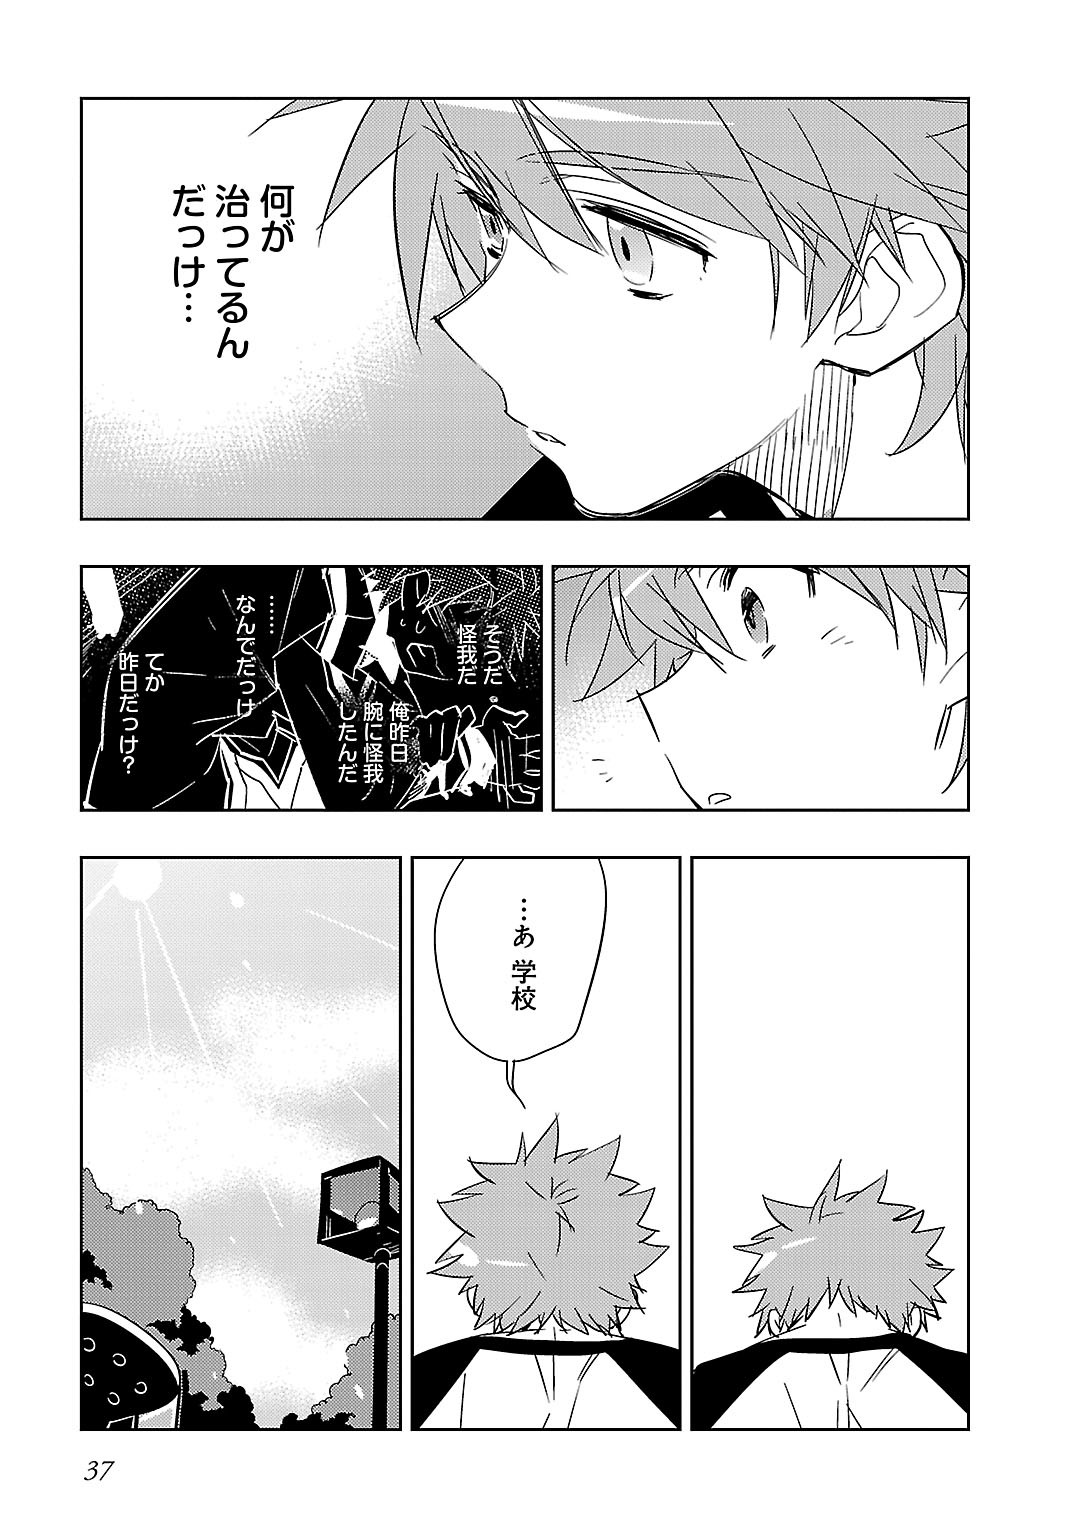 何が
治ってるん
だっけ…
そうだ
怪我だ
俺昨日
腕に怪我
したんだ
……
なんでだっけ
てか
昨日だっけ?
…あ 学校
37